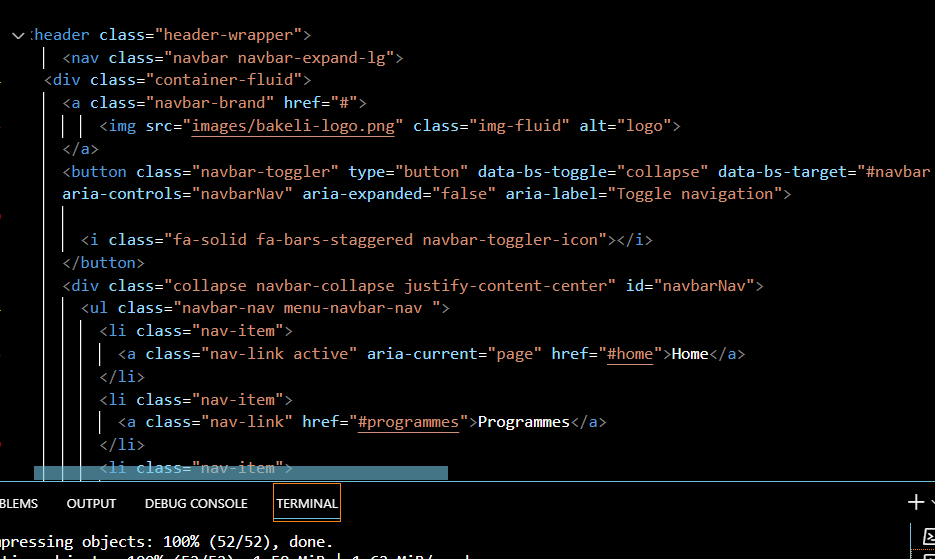 header class="header-wrapper">
<nav class="navbar navbar-expand-lg">
<div class="container-fluid">
<a class="navbar-brand" href="#">
<img src="images/bakeli-logo.png" class="img-fluid" alt="logo">
</a>
<button class="navbar-toggler" type="button" data-bs-toggle="collapse" data-bs-target="#navbar
aria-controls="navbarNav" aria-expanded="false" aria-label="Toggle navigation">
<i class="fa-solid fa-bars-staggered navbar-toggler-icon"></i>
</button>
<div class="collapse navbar-collapse justify-content-center" id="navbarNav">
<ul class="navbar-nav menu-navbar-nav ">
<li class="nav-item">
<a class="nav-link active" aria-current="page" href="#home">Home</a>
</li>
<li class="nav-item">
<a class="nav-link" href="#programmes">Programmes</a>
</li>
<li class="nav-item">
BLEMS OUTPUT DEBUG CONSOLE TERMINAL
mpressing objects: 100% (52/52), done.